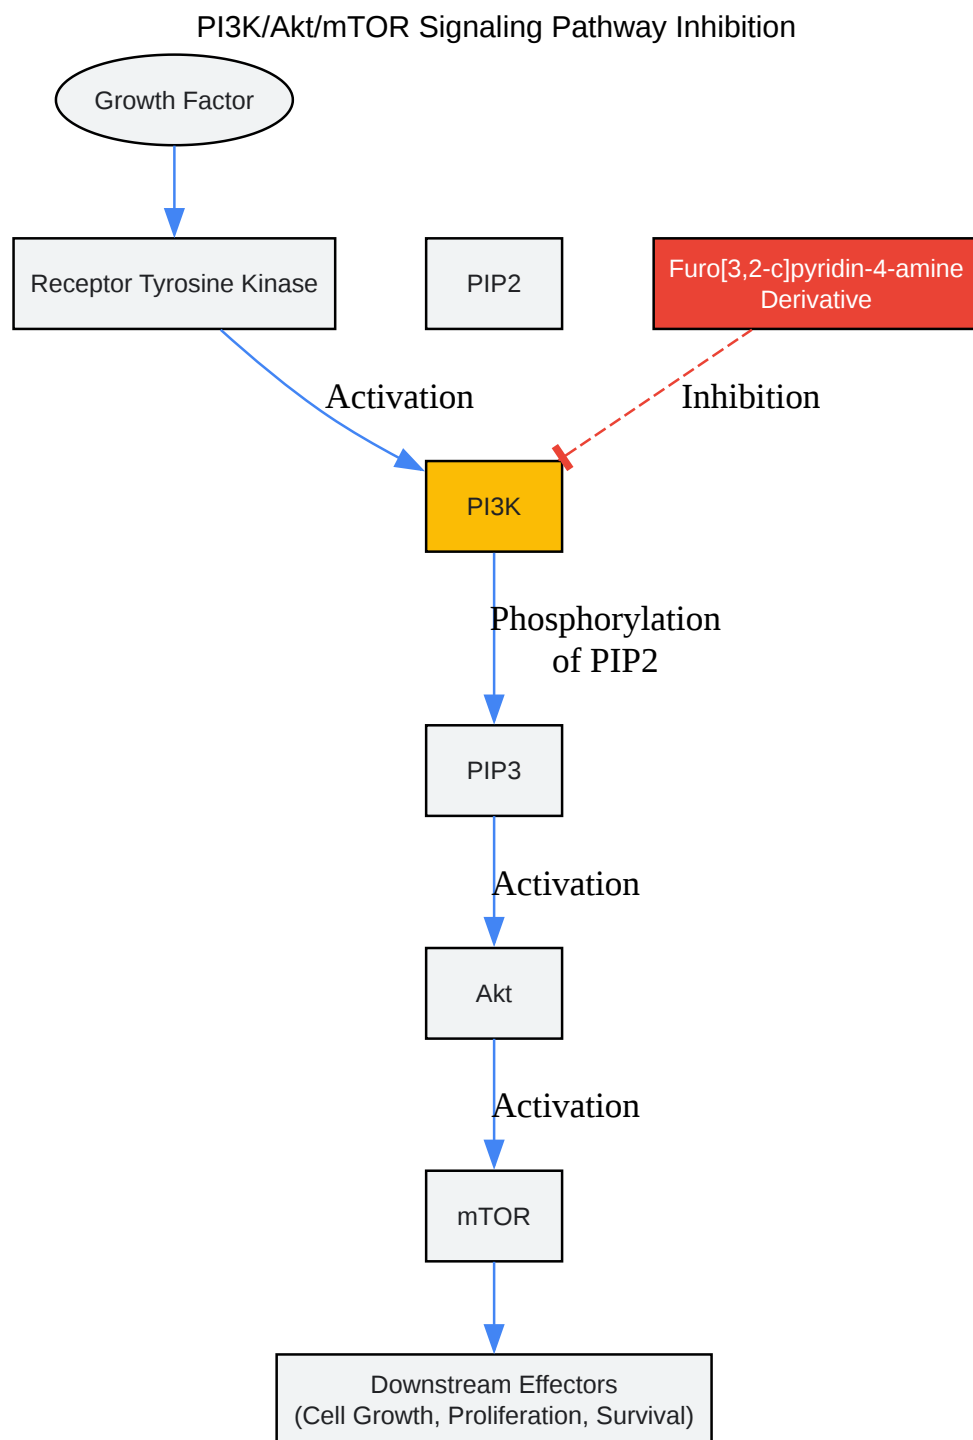 PI3K/Akt/mTOR Signaling Pathway Inhibition
Growth Factor
Receptor Tyrosine Kinase
PIP2
Furo[3,2-c]pyridin-4-amine
Derivative
Activation
Inhibition
PI3K
Phosphorylation
of PIP2
PIP3
Activation
Akt
Activation
mTOR
Downstream Effectors
(Cell Growth, Proliferation, Survival)